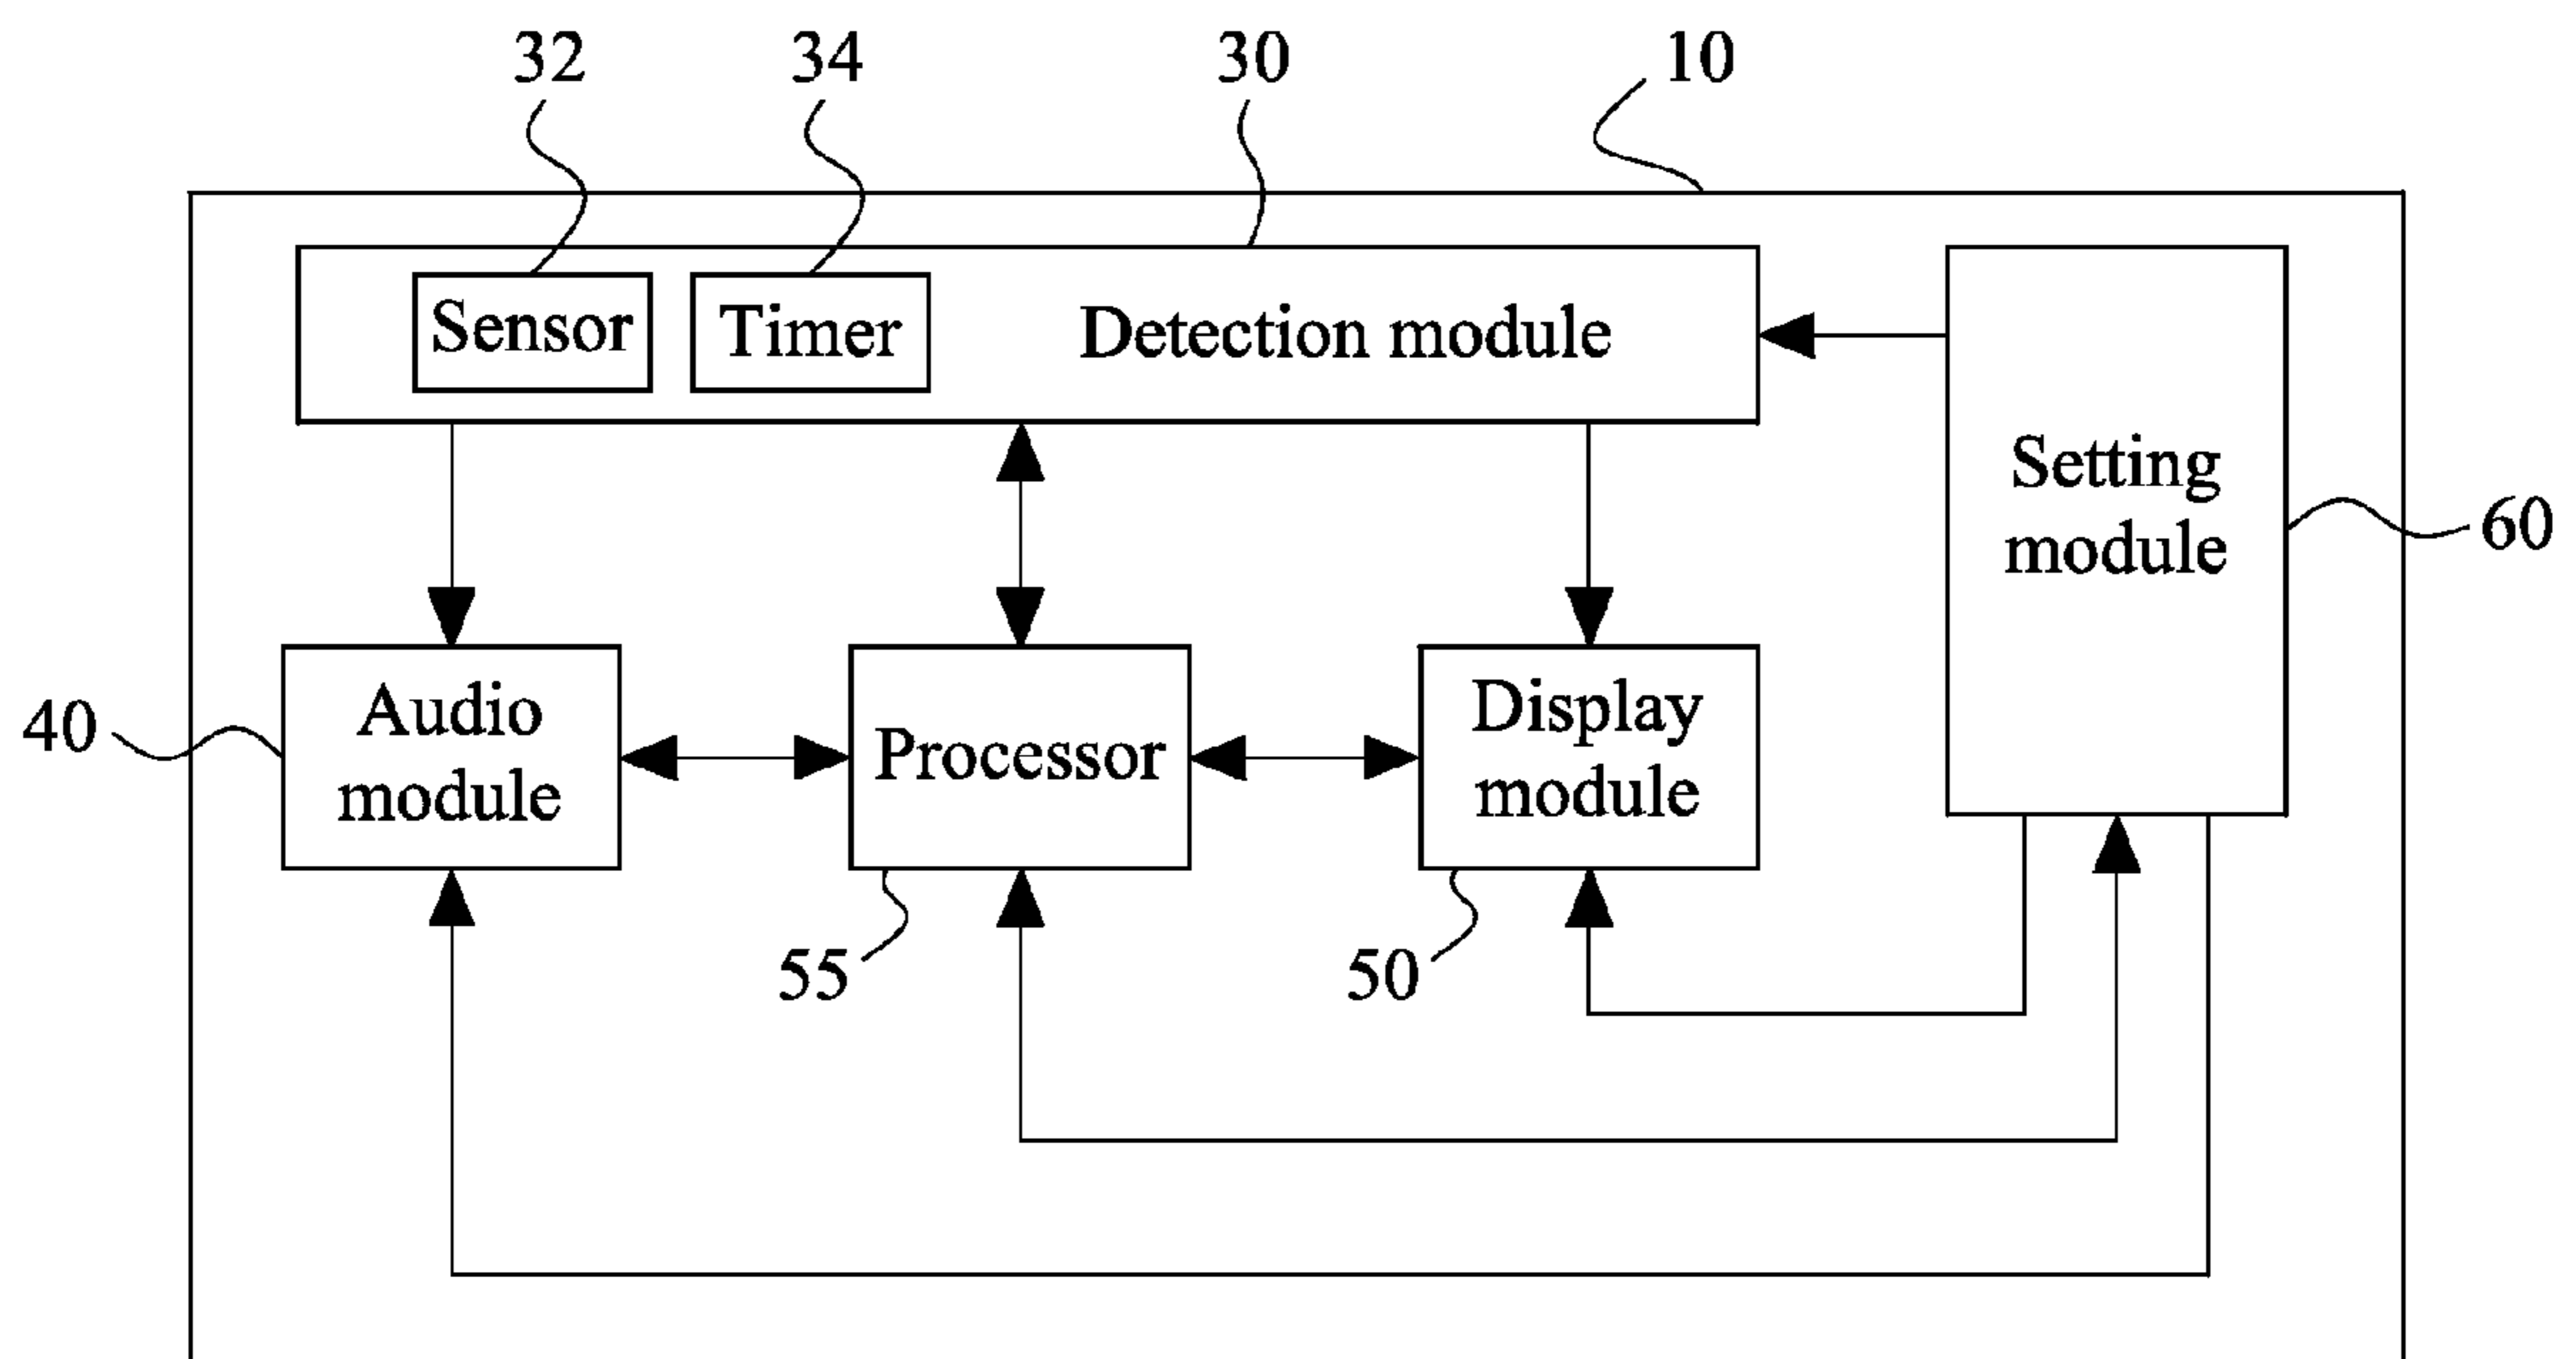 32 34 30 10
Sensor Timer Detection module
Setting
module
60
Audio
module
40
Processor
Display
module
55 50